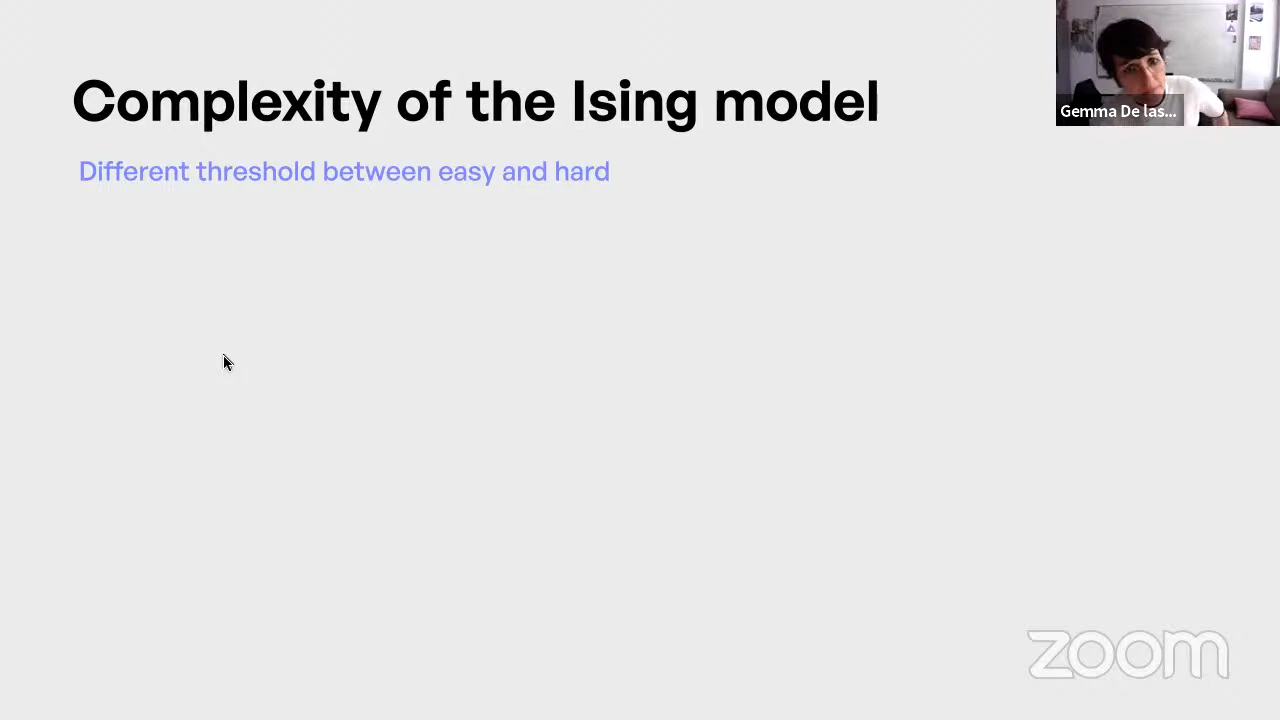 Complexity of the Ising model
Different threshold between easy and hard
Gemma De las...
zoom